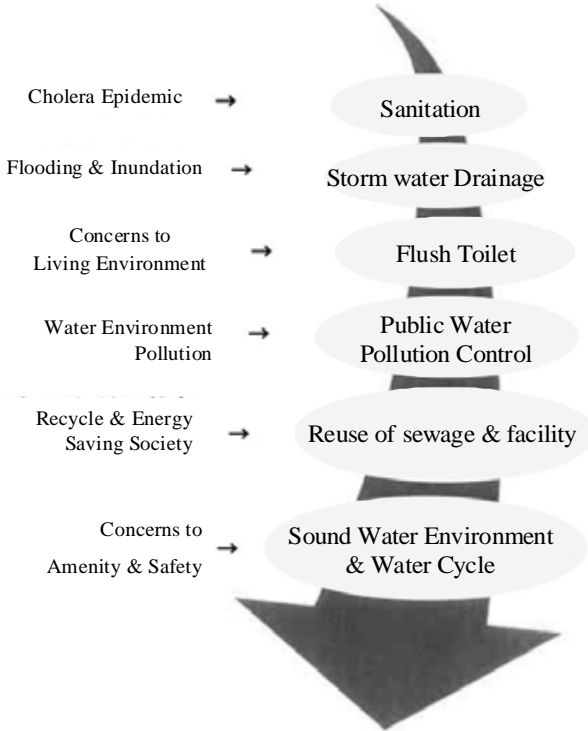 Cholera Epidemic → Sanitation
Flooding & Inundation → Storm water Drainage
Concerns to
Living Environment → Flush Toilet
Water Environment
Pollution → Public Water
Pollution Control
Recycle & Energy
Saving Society → Reuse of sewage & facility
Concerns to
Amenity & Safety → Sound Water Environment
& Water Cycle